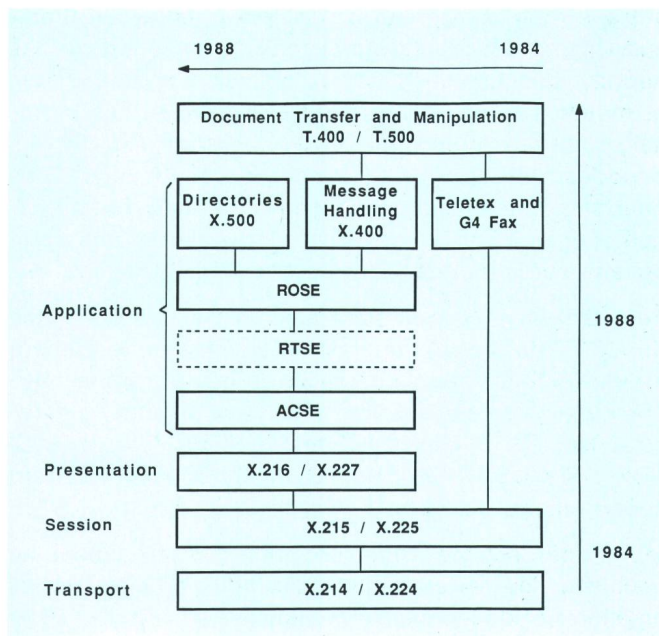 1988 1984
Document Transfer and Manipulation
T.400 / T.500
Directories
X.500
Message
Handling
X.400
Teletex and
G4 Fax
ROSE
Application
1988
RTSE
ACSE
Presentation X.216 / X.227
Session X.215 / X.225
1984
Transport X.214 / X.224